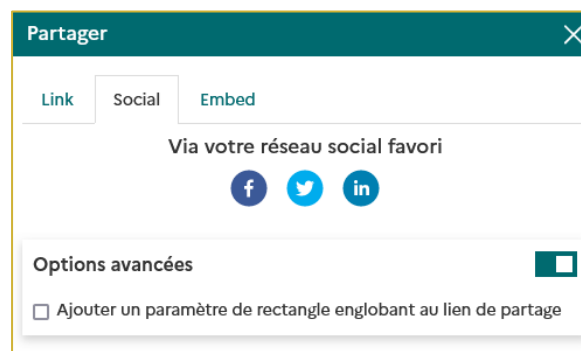 Partager
Link Social Embed
Via votre réseau social favori
f in
Options avancées
Ajouter un paramètre de rectangle englobant au lien de partage